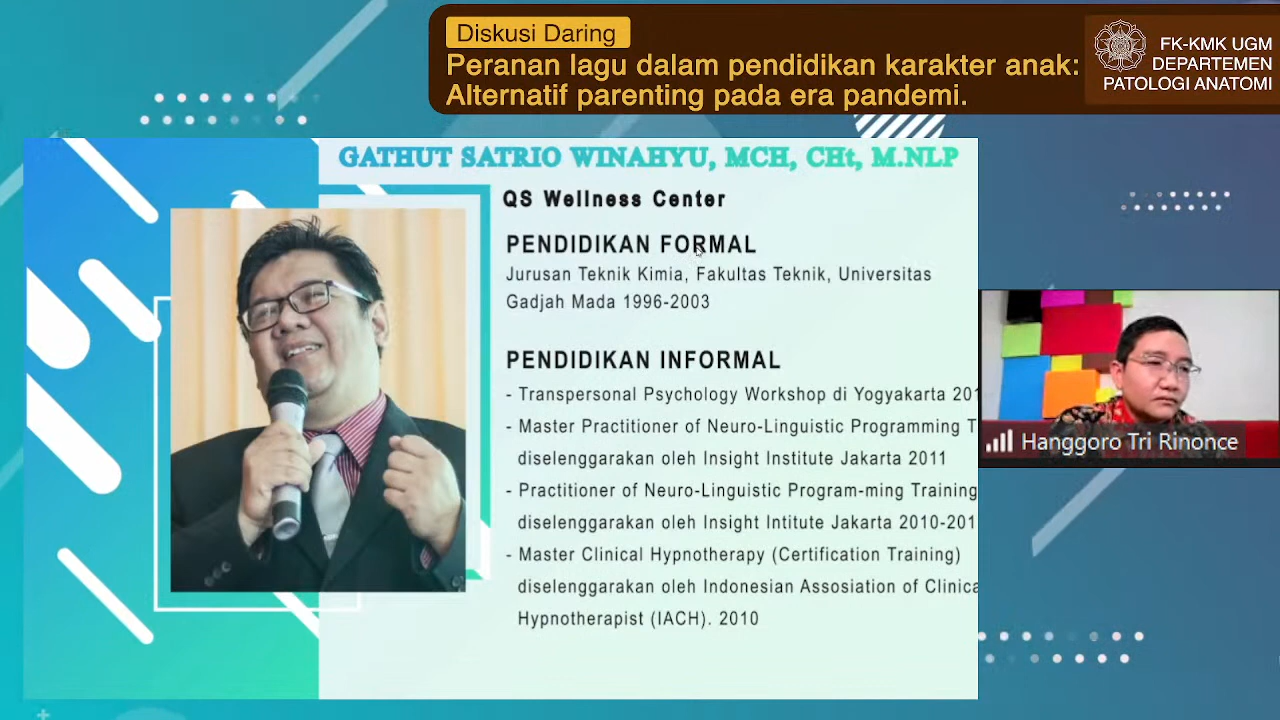 Diskusi Daring
Peranan lagu dalam pendidikan karakter anak:
Alternatif parenting pada era pandemi.
FK-KMK UGM
DEPARTEMEN
PATOLOGI ANATOMI
GATHUT SATRIO WINAHYU, MCH, CHt, M.NLP
QS Wellness Center
PENDIDIKAN FORMAL
Jurusan Teknik Kimia, Fakultas Teknik, Universitas
Gadjah Mada 1996-2003
PENDIDIKAN INFORMAL
- Transpersonal Psychology Workshop di Yogyakarta
- Master Practitioner of Neuro-Linguistic Programming
diselenggarakan oleh Insight Institute Jakarta 2011
- Practitioner of Neuro-Linguistic Program-ming Training
diselenggarakan oleh Insight Intitute Jakarta
- Master Clinical Hypnotherapy (Certification Training)
diselenggarakan oleh Indonesian Assosiation of
Hypnotherapist (IACH). 2010
Hanggoro Tri Rinonce